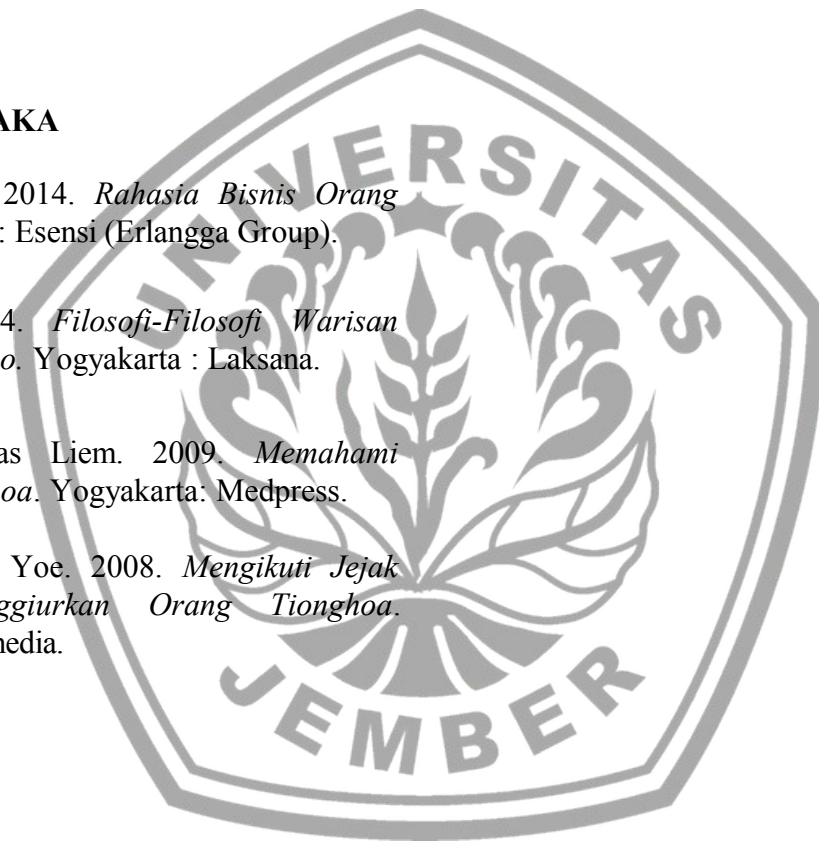 AKA
2014. Rahasia Bisnis Orang
: Esensi (Erlangga Group).
4. Filosofi-Filosofi Warisan
o. Yogyakarta : Laksana.
as Liem. 2009. Memahami
oa. Yogyakarta: Medpress.
Yoe. 2008. Mengikuti Jejak
ggiurkan Orang Tionghoa.
media.
UNIVERSITAS
JEMBER